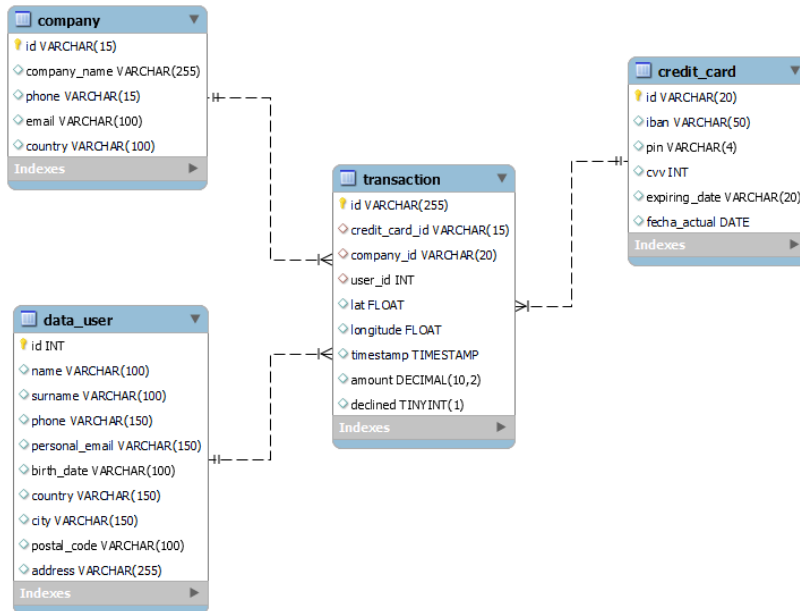 company
id VARCHAR(15)
company_name VARCHAR(255)
phone VARCHAR(15)
email VARCHAR(100)
country VARCHAR(100)
Indexes
data_user
id INT
name VARCHAR(100)
surname VARCHAR(100)
phone VARCHAR(150)
personal_email VARCHAR(150)
birth_date VARCHAR(100)
country VARCHAR(150)
city VARCHAR(150)
postal_code VARCHAR(100)
address VARCHAR(255)
Indexes
transaction
id VARCHAR(255)
credit_card_id VARCHAR(15)
company_id VARCHAR(20)
user_id INT
lat FLOAT
longitude FLOAT
timestamp TIMESTAMP
amount DECIMAL(10,2)
declined TINYINT(1)
Indexes
credit_card
id VARCHAR(20)
iban VARCHAR(50)
pin VARCHAR(4)
cvv INT
expiring_date VARCHAR(20)
fecha_actual DATE
Indexes